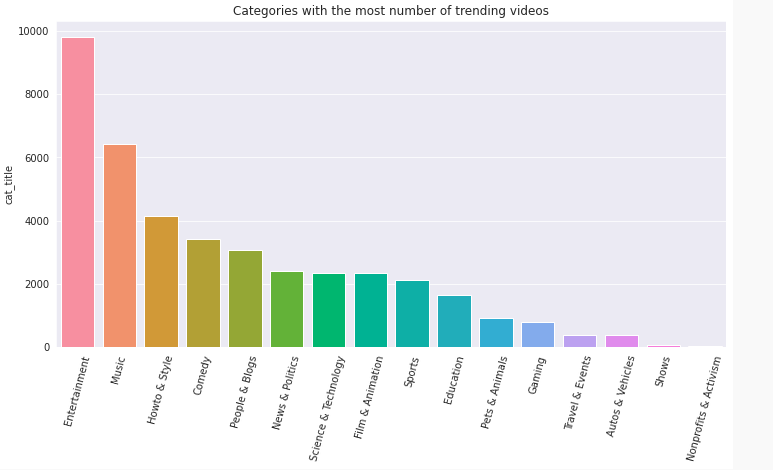 Categories with the most number of trending videos
10000
8000
6000
4000
2000
0
cat_title
Entertainment
Music
Howto & Style
Comedy
People & Blogs
News & Politics
Science & Technology
Film & Animation
Sports
Education
Pets & Animals
Gaming
Travel & Events
Autos & Vehicles
Shows
Nonprofits & Activism